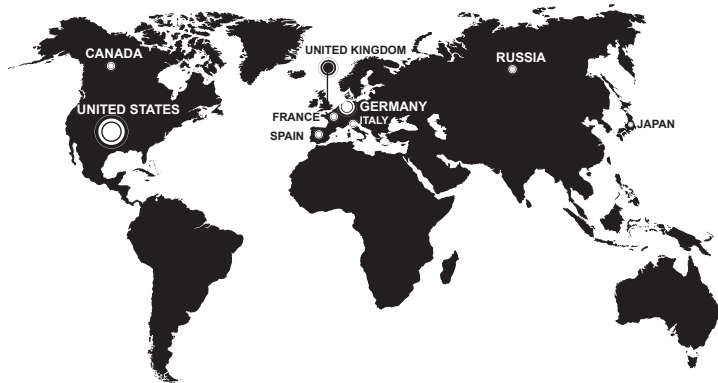 CANADA
UNITED KINGDOM
RUSSIA
UNITED STATES
GERMANY
FRANCE
ITALY
JAPAN
SPAIN